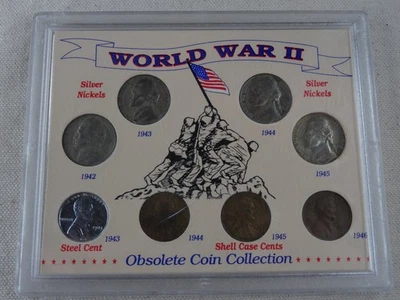 WORLD WAR II
Silver
Nickels
Silver
Nickels
1943
1944
1942
1945
Steel Cent
1943
1944
Shell Case Cents
1945
1946
Obsolete Coin Collection